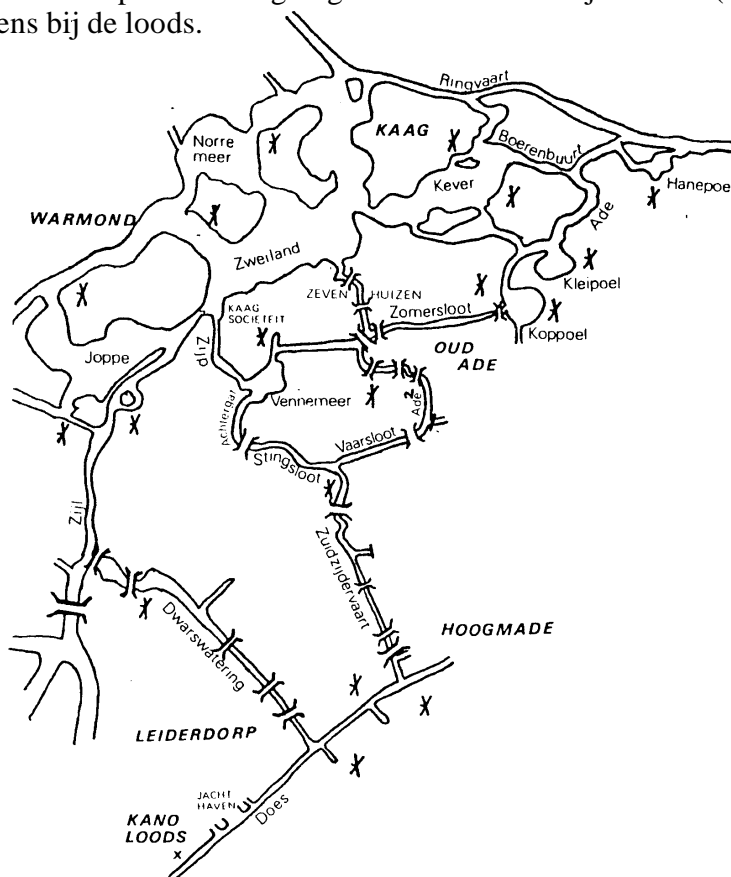 ens bij de loods.
Ringvaart
KAAG
Boerenbuurt
Norre
meer
Hanepoel
Kever
Ade
WARMOND
Zweiland
Kleipoel
ZEVEN HUIZEN
KAAG
SOCIETEIT
Zomersloot
Koppoel
Zijp
OUD
ADE
Joppe
Vennemeer
Ade
Achtergat
Vaarsloot
Stingsloot
Zijl
Zuidzijdervaart
Dwarswatering
HOOGMADE
LEIDERDORP
JACHT
HAVEN
Does
KANO
LOODS
x